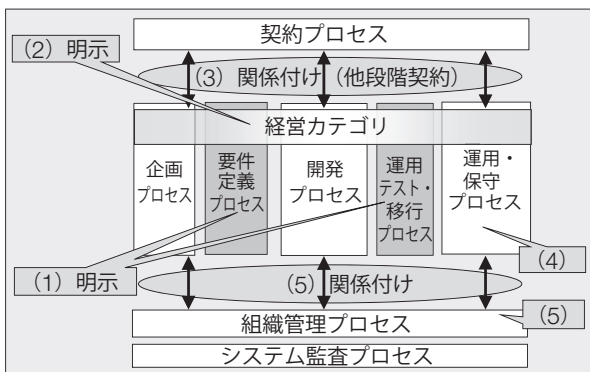 契約プロセス
(2) 明示
(3) 関係付け (他段階契約)
経営カテゴリ
企画
プロセス
要件
定義
プロセス
開発
プロセス
運用
テスト・
移行
プロセス
運用・
保守
プロセス
(4)
(1) 明示
(5) 関係付け
(5)
組織管理プロセス
システム監査プロセス